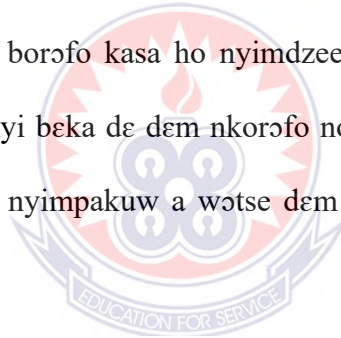 borɔfo kasa ho nyimdzee
yi bɛka dɛ dɛm nkorɔfo no
nyimpakuw a wɔtse dɛm
EDUCATION FOR SERVICE